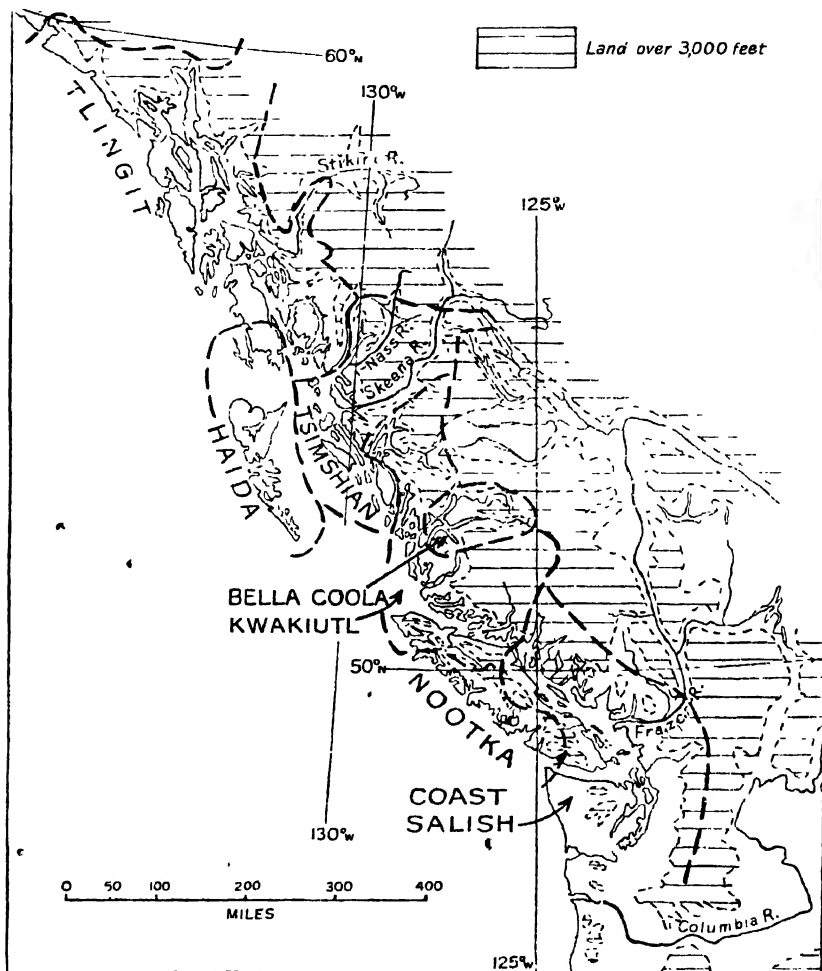 Land over 3,000 feet
60°N
130°W
TLINGIT
Stikine R.
125°W
Nass R.
Skeena R.
HAIDA
TSIMSHIAN
BELLA COOLA
KWAKIUTL
50°N
NOOTKA
Frazer R.
COAST
SALISH
130°W
0 50 100 200 300 400
MILES
Columbia R.
125°W